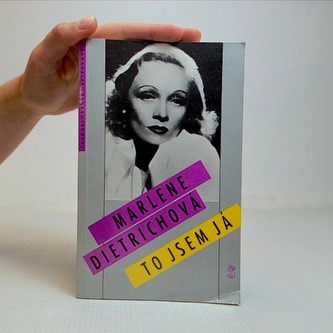 MARLENE
DIETRICHOVÁ
TO JSEM JÁ